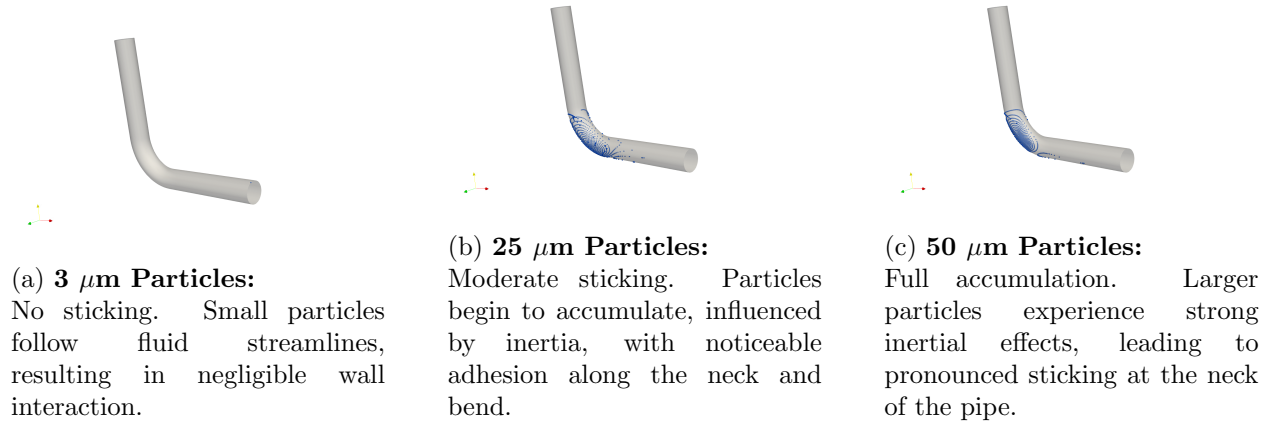 (a) 3 μm Particles:
No sticking. Small particles
follow fluid streamlines,
resulting in negligible wall
interaction.
(b) 25 μm Particles:
Moderate sticking. Particles
begin to accumulate, influenced
by inertia, with noticeable
adhesion along the neck and
bend.
(c) 50 μm Particles:
Full accumulation. Larger
particles experience strong
inertial effects, leading to
pronounced sticking at the neck
of the pipe.